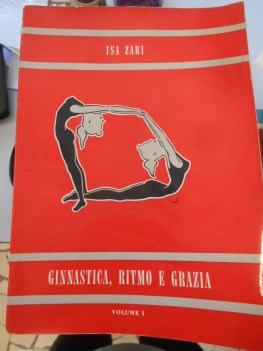 ISA ZARI
GINNASTICA, RITMO E GRAZIA
VOLUME I